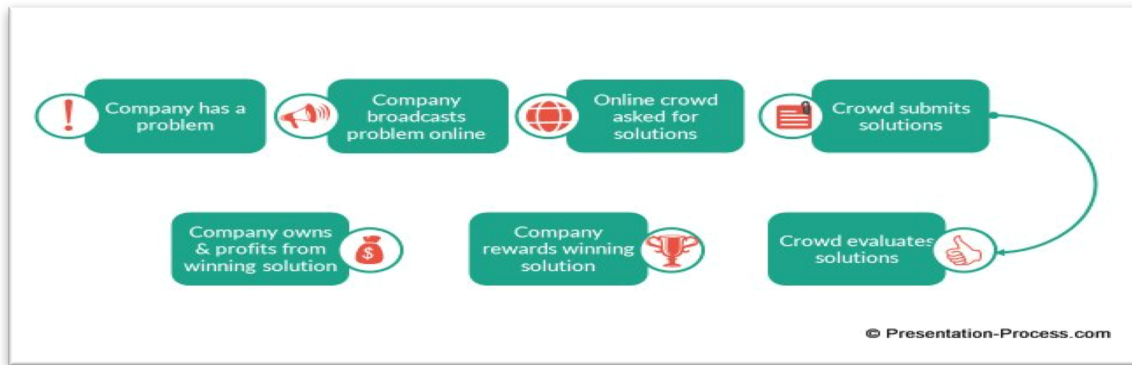 Company has a
problem
Company
broadcasts
problem online
Online crowd
asked for
solutions
Crowd submits
solutions
Crowd evaluates
solutions
Company
rewards winning
solution
Company owns
& profits from
winning solution
$
© Presentation-Process.com